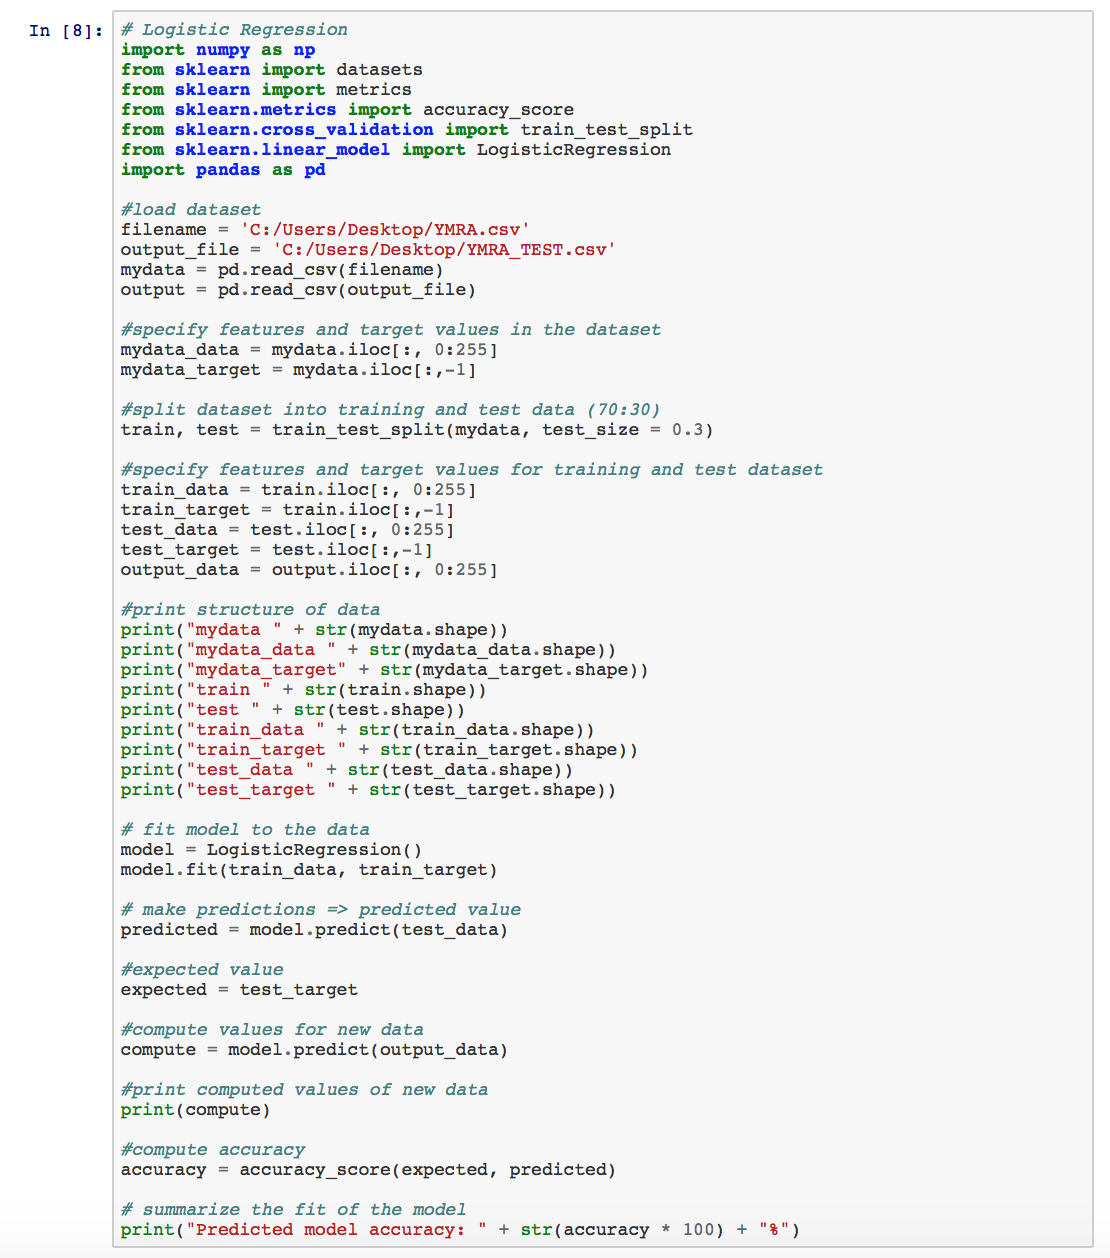 In [8]:
# Logistic Regression
import numpy as np
from sklearn import datasets
from sklearn import metrics
from sklearn.metrics import accuracy_score
from sklearn.cross_validation import train_test_split
from sklearn.linear_model import LogisticRegression
import pandas as pd
#load dataset
filename = 'C:/Users/Desktop/YMRA.csv'
output_file = 'C:/Users/Desktop/YMRA_TEST.csv'
mydata = pd.read_csv(filename)
output = pd.read_csv(output_file)
#specify features and target values in the dataset
mydata_data = mydata.iloc[:, 0:255]
mydata_target = mydata.iloc[:,-1]
#split dataset into training and test data (70:30)
train, test = train_test_split(mydata, test_size = 0.3)
#specify features and target values for training and test dataset
train_data = train.iloc[:, 0:255]
train_target = train.iloc[:,-1]
test_data = test.iloc[:, 0:255]
test_target = test.iloc[:,-1]
output_data = output.iloc[:, 0:255]
#print structure of data
print("mydata " + str(mydata.shape))
print("mydata_data " + str(mydata_data.shape))
print("mydata_target" + str(mydata_target.shape))
print("train " + str(train.shape))
print("test " + str(test.shape))
print("train_data " + str(train_data.shape))
print("train_target " + str(train_target.shape))
print("test_data " + str(test_data.shape))
print("test_target " + str(test_target.shape))
# fit model to the data
model = LogisticRegression()
model.fit(train_data, train_target)
# make predictions => predicted value
predicted = model.predict(test_data)
#expected value
expected = test_target
#compute values for new data
compute = model.predict(output_data)
#print computed values of new data
print(compute)
#compute accuracy
accuracy = accuracy_score(expected, predicted)
# summarize the fit of the model
print("Predicted model accuracy: " + str(accuracy * 100) + "%")